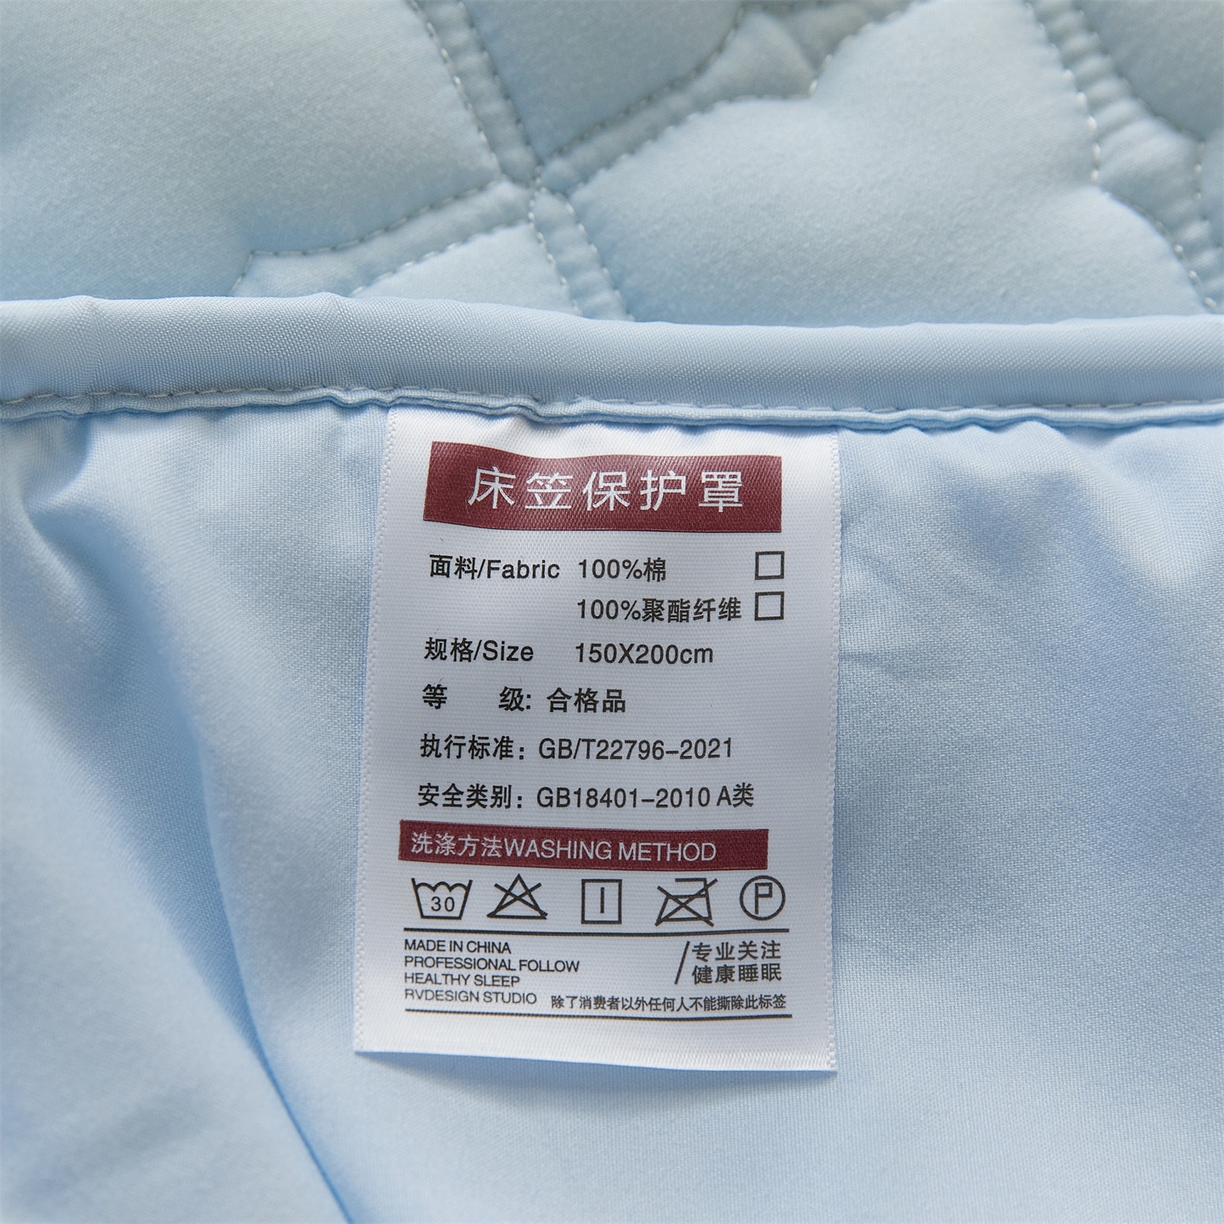 床笠保护罩
面料/Fabric 100%棉
100%聚酯纤维
规格/Size 150X200cm
等 级: 合格品
执行标准: GB/T22796-2021
安全类别: GB18401-2010 A类
洗涤方法WASHING METHOD
30 P
MADE IN CHINA
PROFESSIONAL FOLLOW
HEALTHY SLEEP
RVDESIGN STUDIO
/专业关注
健康睡眠
除了消费者以外任何人不能撕除此标签